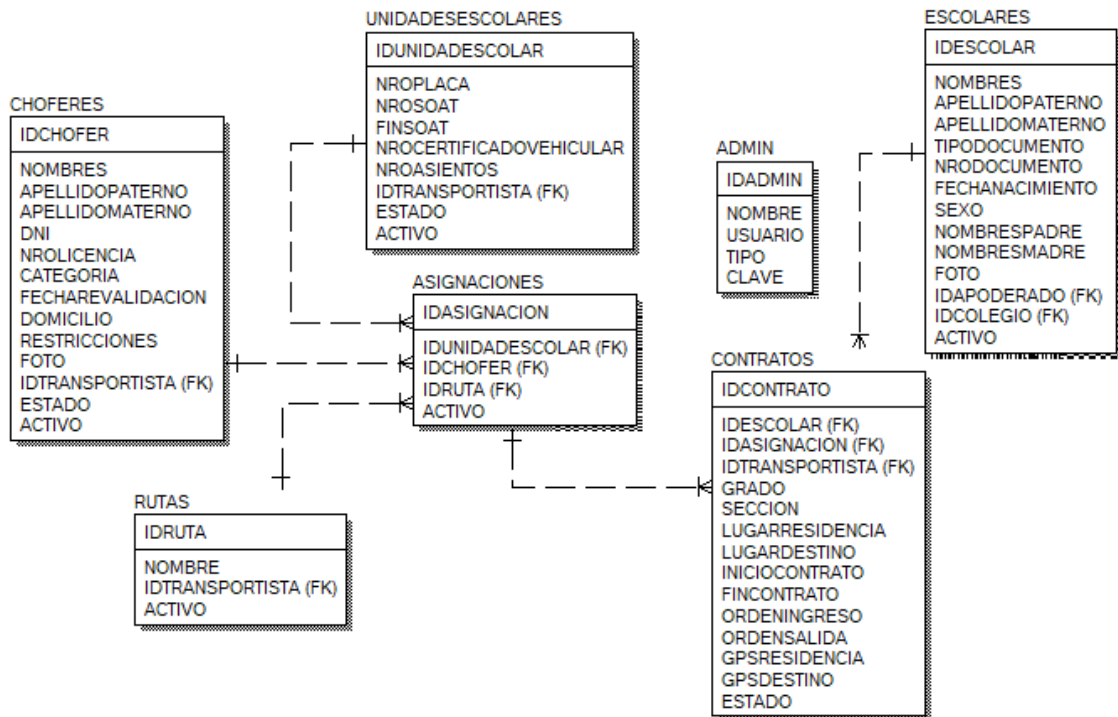 UNIDADESESCOLARES
IDUNIDADESCOLAR
NROPLACA
NROSOAT
FINSOAT
NROCERTIFICADOVEHICULAR
NROASIENTOS
IDTRANSPORTISTA (FK)
ESTADO
ACTIVO
ESCOLARES
IDESCOLAR
NOMBRES
APELLIDOPATERNO
APELLIDOMATERNO
TIPODOCUMENTO
NRODOCUMENTO
FECHANACIMIENTO
SEXO
NOMBRESPADRE
NOMBRESMADRE
FOTO
IDAPODERADO (FK)
IDCOLEGIO (FK)
ACTIVO
CHOFERES
IDCHOFER
NOMBRES
APELLIDOPATERNO
APELLIDOMATERNO
DNI
NROLICENCIA
CATEGORIA
FECHAREVALIDACION
DOMICILIO
RESTRICCIONES
FOTO
IDTRANSPORTISTA (FK)
ESTADO
ACTIVO
ADMIN
IDADMIN
NOMBRE
USUARIO
TIPO
CLAVE
ASIGNACIONES
IDASIGNACION
IDUNIDADESCOLAR (FK)
IDCHOFER (FK)
IDRUTA (FK)
ACTIVO
CONTRATOS
IDCONTRATO
IDESCOLAR (FK)
IDASIGNACION (FK)
IDTRANSPORTISTA (FK)
GRADO
SECCION
LUGARRESIDENCIA
LUGARDESTINO
INICIOCONTRATO
FINCONTRATO
ORDENINGRESO
ORDENSALIDA
GPSRESIDENCIA
GPSDESTINO
ESTADO
RUTAS
IDRUTA
NOMBRE
IDTRANSPORTISTA (FK)
ACTIVO